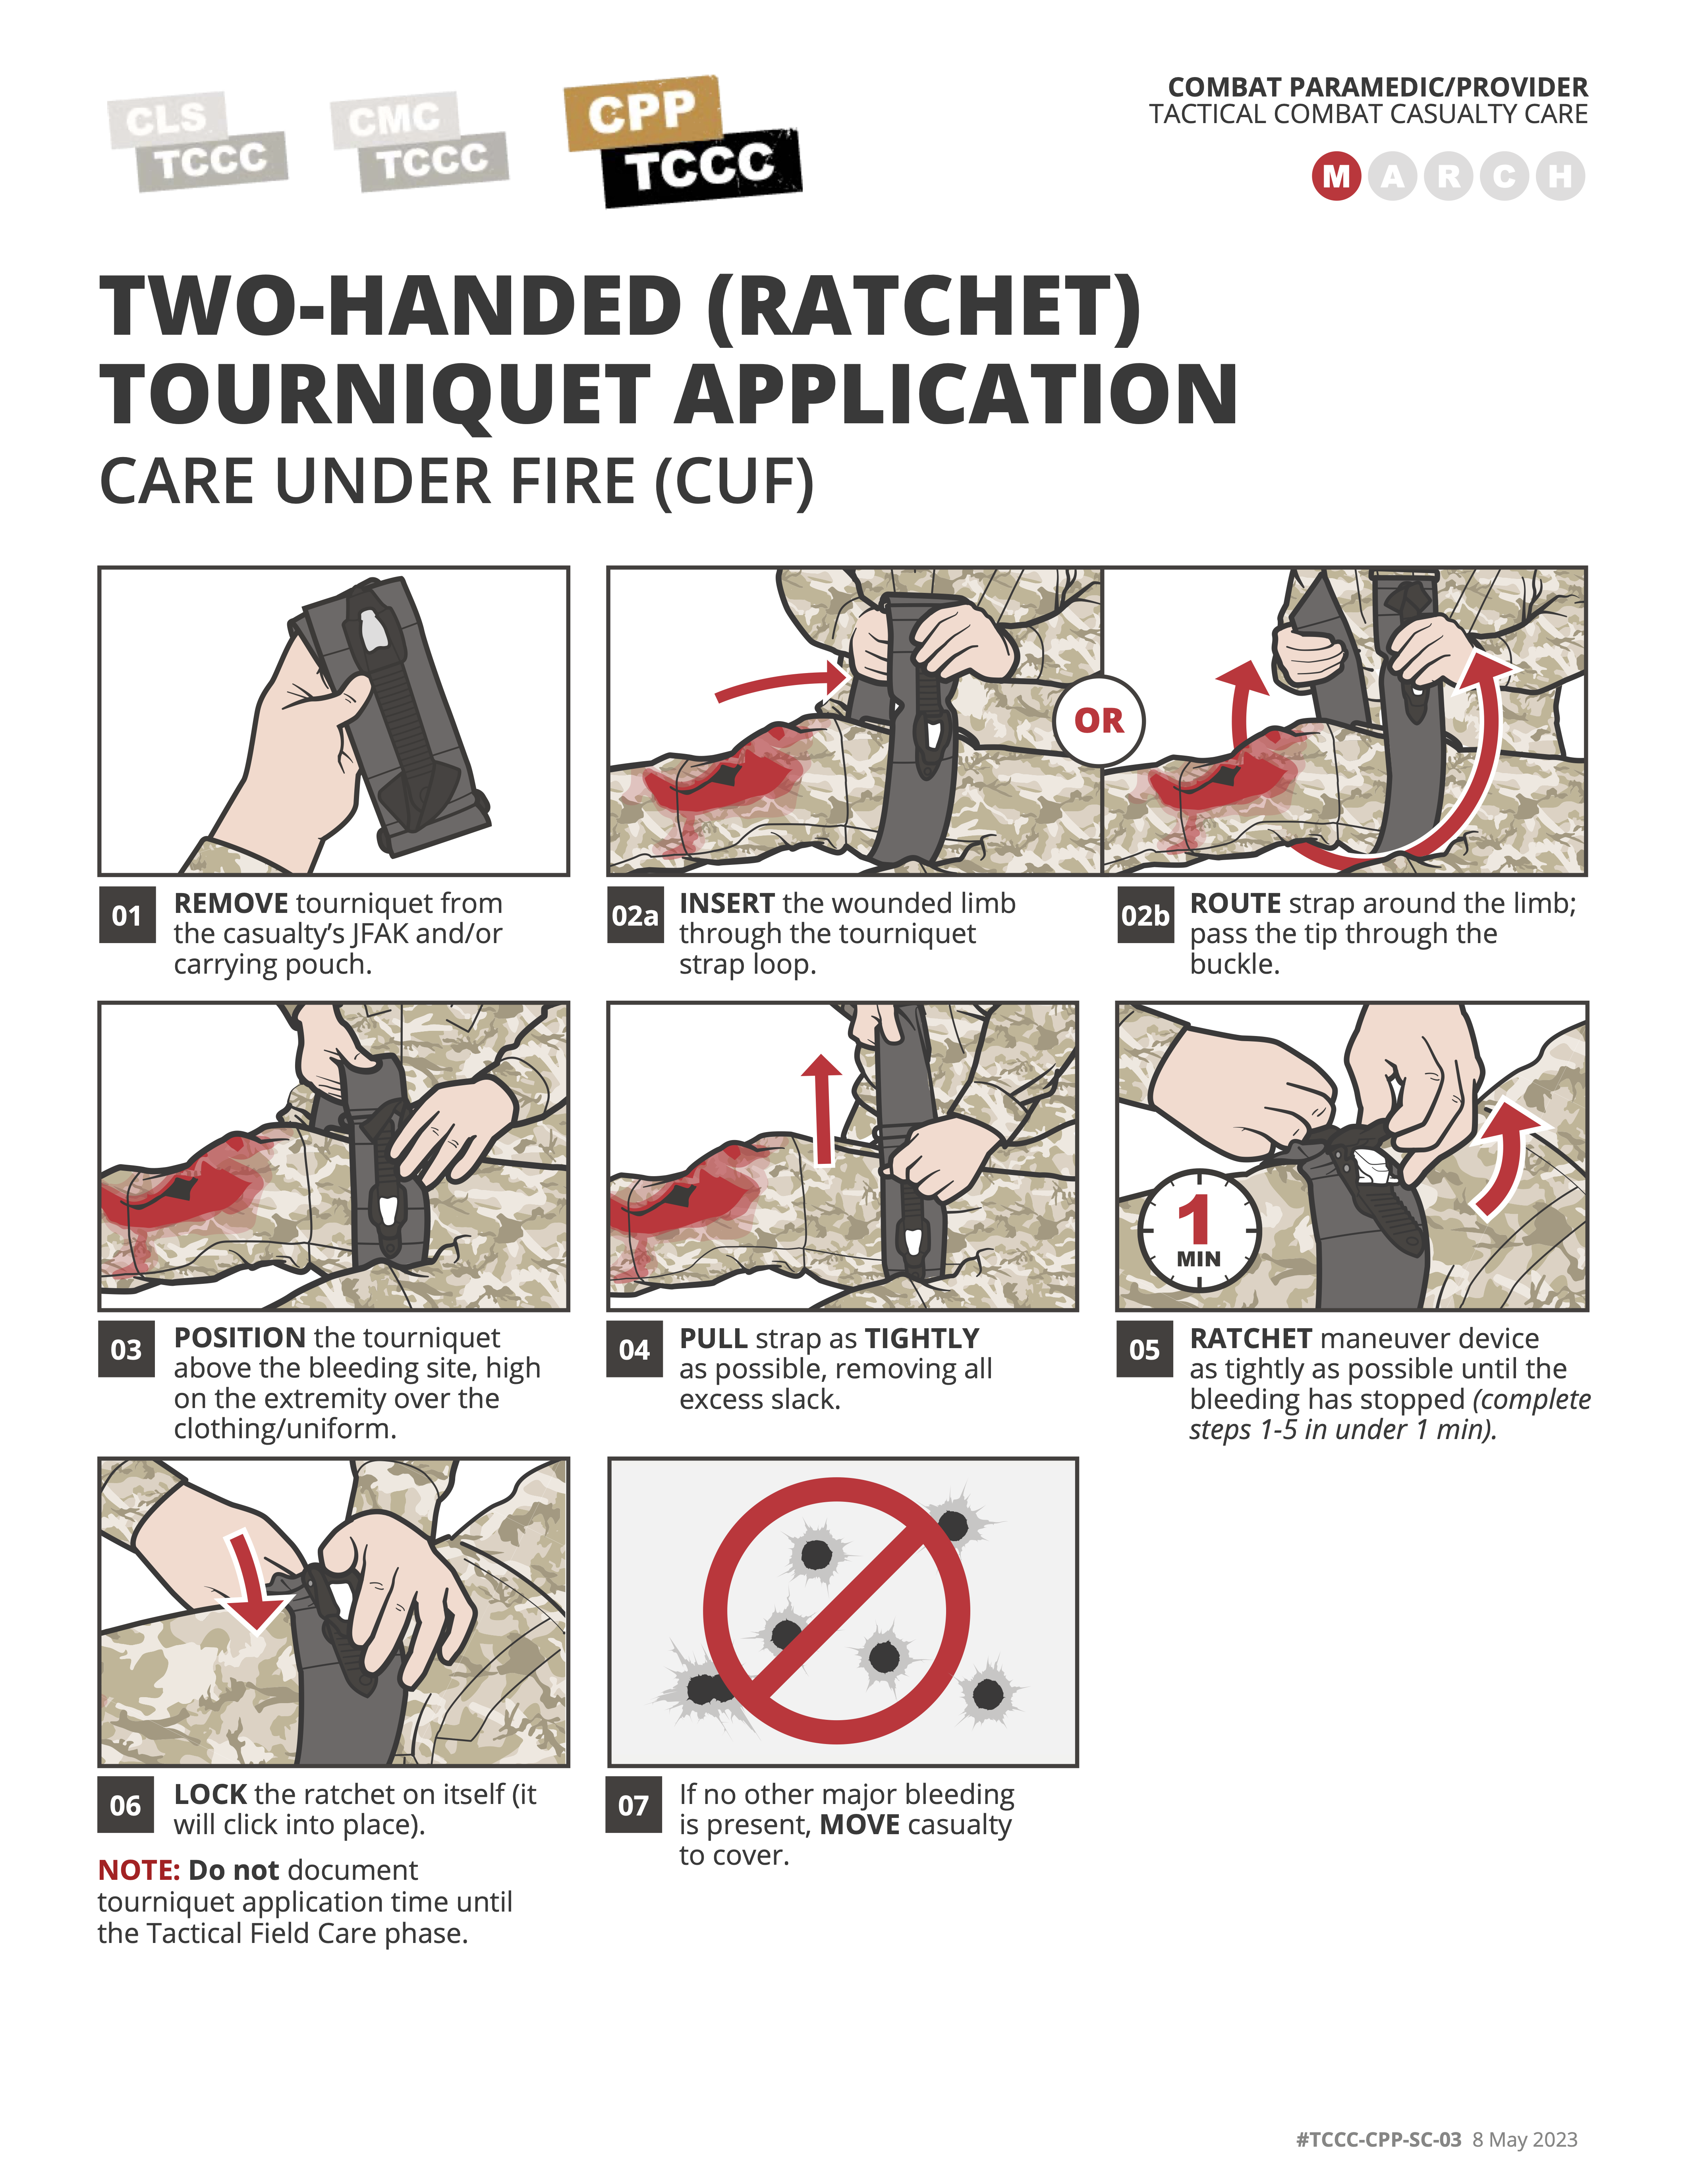 CLS
TCCC
CMC
TCCC
CPP
TCCC
COMBAT PARAMEDIC/PROVIDER
TACTICAL COMBAT CASUALTY CARE
M A R C H
TWO-HANDED (RATCHET)
TOURNIQUET APPLICATION
CARE UNDER FIRE (CUF)
OR
01
REMOVE tourniquet from
the casualty’s JFAK and/or
carrying pouch.
02a
INSERT the wounded limb
through the tourniquet
strap loop.
02b
ROUTE strap around the limb;
pass the tip through the
buckle.
1
MIN
03
POSITION the tourniquet
above the bleeding site, high
on the extremity over the
clothing/uniform.
04
PULL strap as TIGHTLY
as possible, removing all
excess slack.
05
RATCHET maneuver device
as tightly as possible until the
bleeding has stopped (complete
steps 1-5 in under 1 min).
06
LOCK the ratchet on itself (it
will click into place).
NOTE: Do not document
tourniquet application time until
the Tactical Field Care phase.
07
If no other major bleeding
is present, MOVE casualty
to cover.
#TCCC-CPP-SC-03 8 May 2023